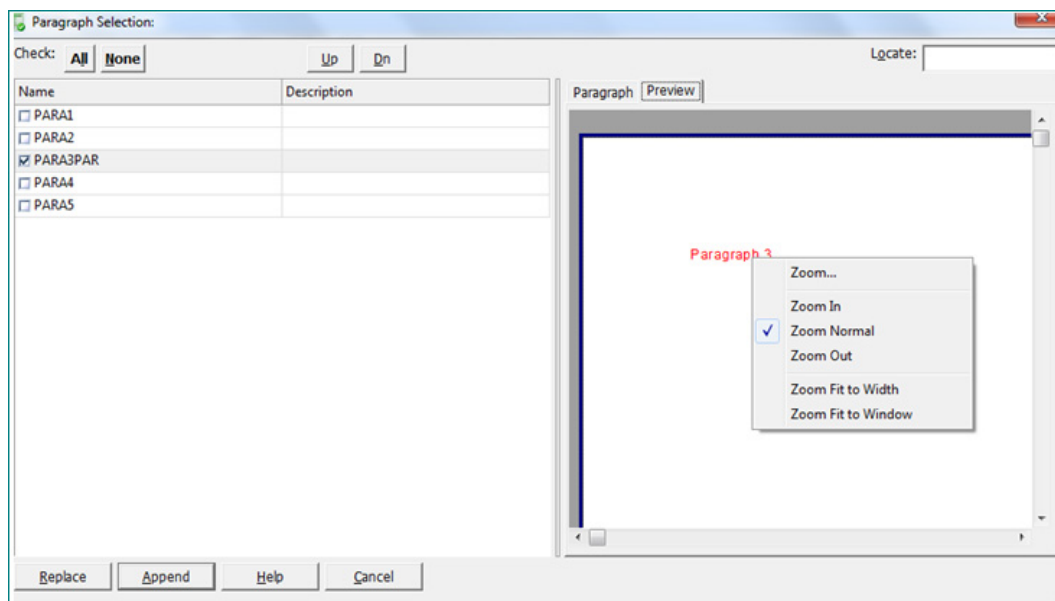 Paragraph Selection:
Check: All None Up Dn Locate:
Name Description
Paragraph Preview
PARA1
PARA2
PARA3PAR
PARA4
PARA5
Paragraph 3
Zoom...
Zoom In
Zoom Normal
Zoom Out
Zoom Fit to Width
Zoom Fit to Window
Replace Append Help Cancel